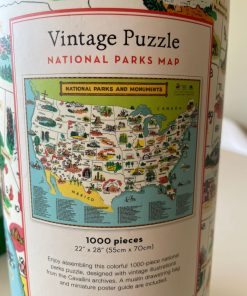 Vintage Puzzle
NATIONAL PARKS MAP
NATIONAL PARKS AND MONUMENTS
CANADA
MEXICO
1000 pieces
22" x 28" (55cm x 70cm)
Enjoy assembling this colorful 1000-piece national
parks puzzle, designed with vintage illustrations
from the Cavallini archives. A muslin drawstring bag
and miniature poster guide are included.